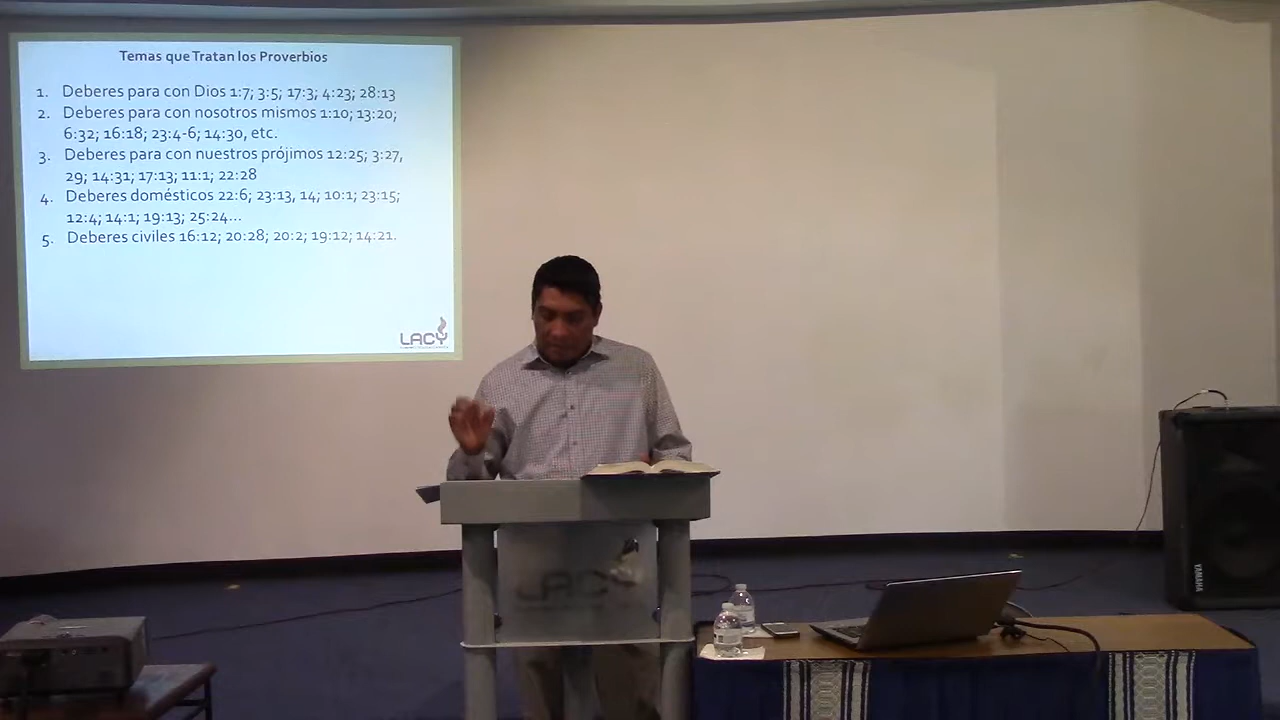 Temas que Tratan los Proverbios
1. Deberes para con Dios 1:7; 3:5; 17:3; 4:23; 28:13
2. Deberes para con nosotros mismos 1:10; 13:20;
6:32; 16:18; 23:4-6; 14:30, etc.
3. Deberes para con nuestros prójimos 12:25; 3:27,
29; 14:31; 17:13; 11:1; 22:28
4. Deberes domésticos 22:6; 23:13, 14; 10:1; 23:15;
12:4; 14:1; 19:13; 25:24...
5. Deberes civiles 16:12; 20:28; 20:2; 19:12; 14:21.
LACY
LACY
YAMAHA